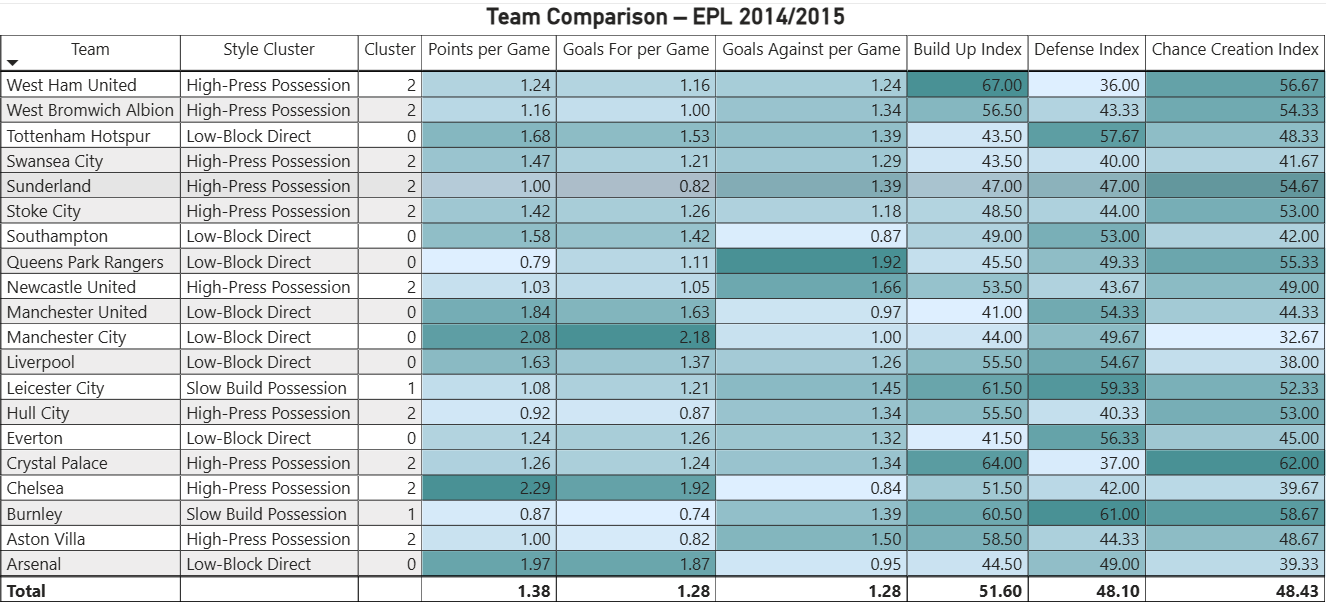 Team Comparison – EPL 2014/2015
Team Style Cluster Cluster Points per Game Goals For per Game Goals Against per Game Build Up Index Defense Index Chance Creation Index
West Ham United High-Press Possession 2 1.24 1.16 1.24 67.00 36.00 56.67
West Bromwich Albion High-Press Possession 2 1.16 1.00 1.34 56.50 43.33 54.33
Tottenham Hotspur Low-Block Direct 0 1.68 1.53 1.39 43.50 57.67 48.33
Swansea City High-Press Possession 2 1.47 1.21 1.29 43.50 40.00 41.67
Sunderland High-Press Possession 2 1.00 0.82 1.39 47.00 47.00 54.67
Stoke City High-Press Possession 2 1.42 1.26 1.18 48.50 44.00 53.00
Southampton Low-Block Direct 0 1.58 1.42 0.87 49.00 53.00 42.00
Queens Park Rangers Low-Block Direct 0 0.79 1.11 1.92 45.50 49.33 55.33
Newcastle United High-Press Possession 2 1.03 1.05 1.66 53.50 43.67 49.00
Manchester United Low-Block Direct 0 1.84 1.63 0.97 41.00 54.33 44.33
Manchester City Low-Block Direct 0 2.08 2.18 1.00 44.00 49.67 32.67
Liverpool Low-Block Direct 0 1.63 1.37 1.26 55.50 54.67 38.00
Leicester City Slow Build Possession 1 1.08 1.21 1.45 61.50 59.33 52.33
Hull City High-Press Possession 2 0.92 0.87 1.34 55.50 40.33 53.00
Everton Low-Block Direct 0 1.24 1.26 1.32 41.50 56.33 45.00
Crystal Palace High-Press Possession 2 1.26 1.24 1.34 64.00 37.00 62.00
Chelsea High-Press Possession 2 2.29 1.92 0.84 51.50 42.00 39.67
Burnley Slow Build Possession 1 0.87 0.74 1.39 60.50 61.00 58.67
Aston Villa High-Press Possession 2 1.00 0.82 1.50 58.50 44.33 48.67
Arsenal Low-Block Direct 0 1.97 1.87 0.95 44.50 49.00 39.33
Total 1.38 1.28 1.28 51.60 48.10 48.43